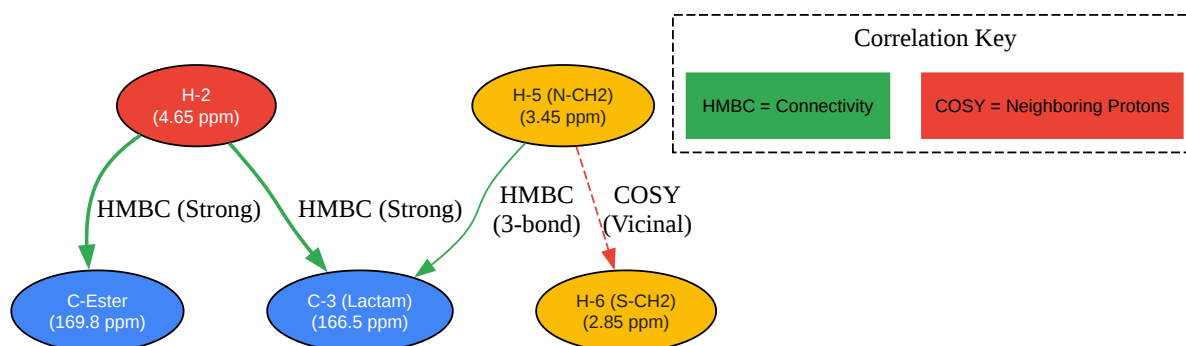 Correlation Key
HMBC = Connectivity
COSY = Neighboring Protons
H-2
(4.65 ppm)
H-5 (N-CH2)
(3.45 ppm)
HMBC (Strong)
HMBC (Strong)
HMBC
(3-bond)
COSY
(Vicinal)
C-Ester
(169.8 ppm)
C-3 (Lactam)
(166.5 ppm)
H-6 (S-CH2)
(2.85 ppm)